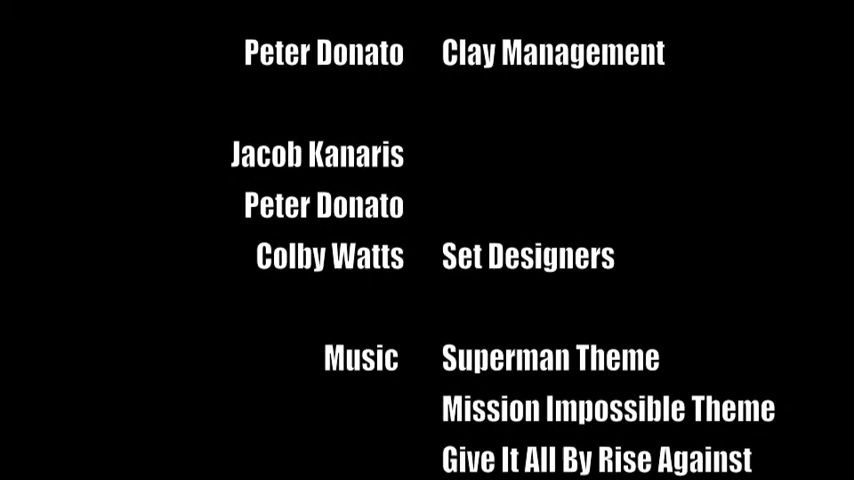 Peter Donato Clay Management
Jacob Kanaris
Peter Donato
Colby Watts Set Designers
Music Superman Theme
Mission Impossible Theme
Give It All By Rise Against